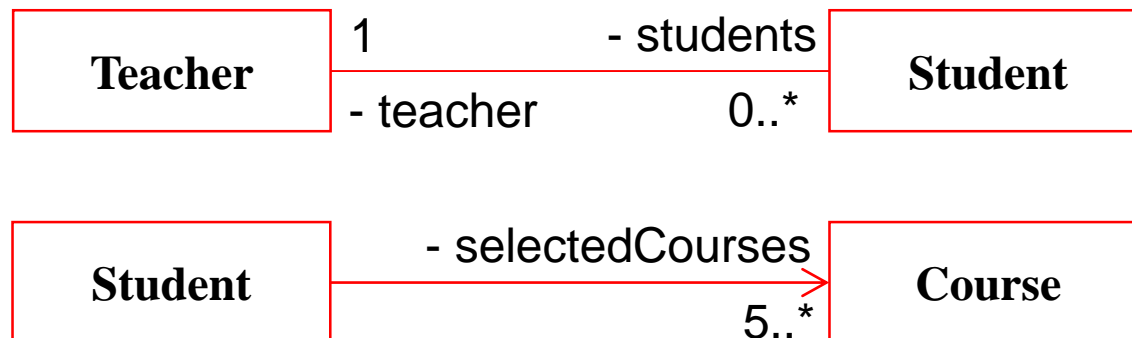 1 - students
Teacher Student
- teacher 0..*
- selectedCourses
Student Course
5..*